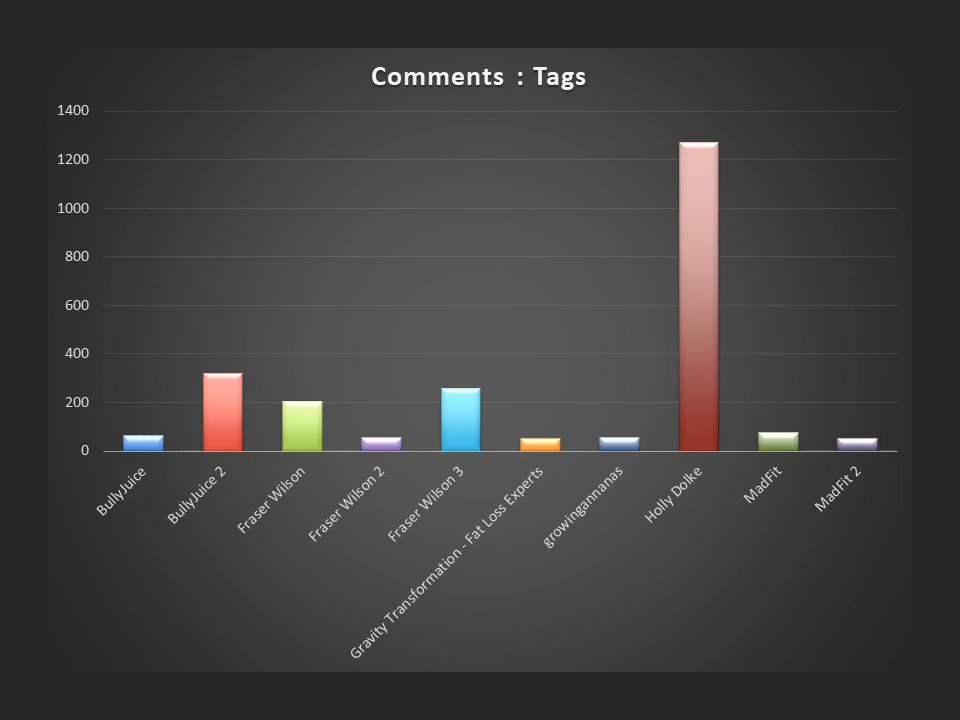 Comments : Tags
1400
1200
1000
800
600
400
200
0
BullyJuice
BullyJuice 2
Fraser Wilson
Fraser Wilson 2
Fraser Wilson 3
Gravity Transformation - Fat Loss Experts
growingannanas
Holly Dolke
MadFit
MadFit 2